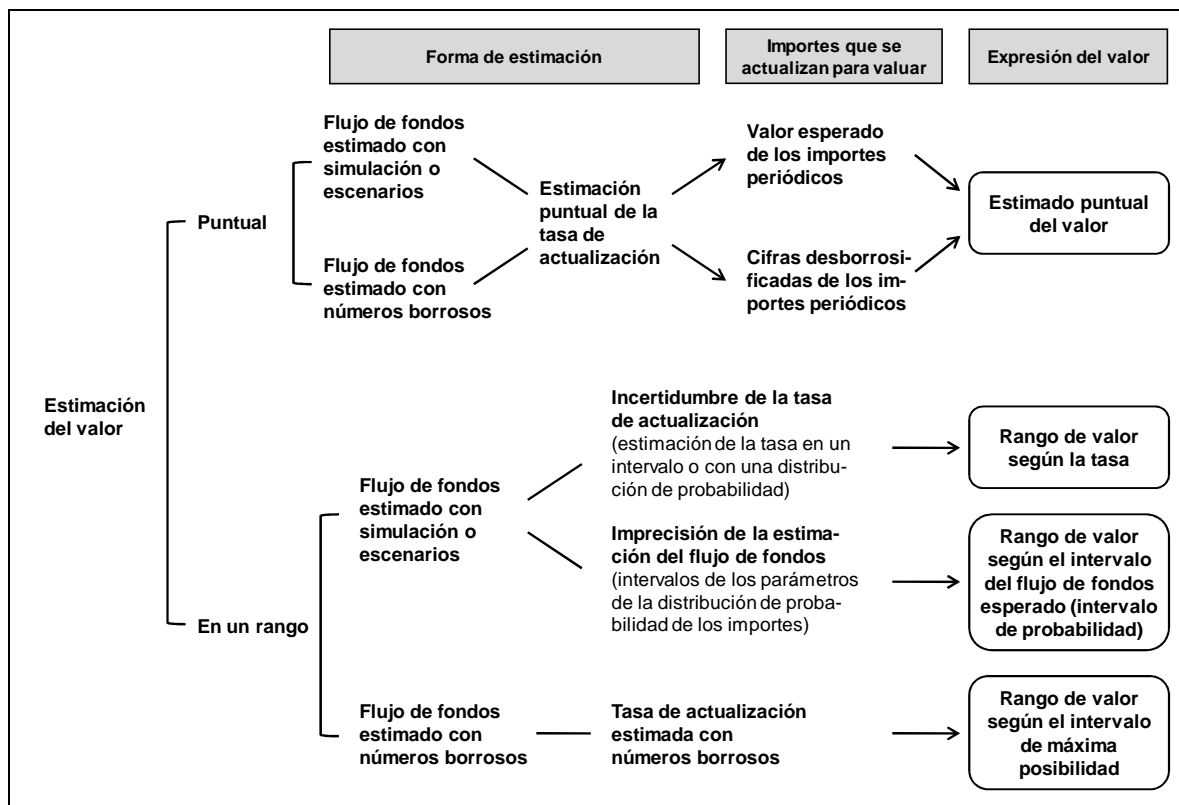 Forma de estimación
Importes que se
actualizan para valuar
Expresión del valor
Flujo de fondos
estimado con
simulación o
escenarios
Puntual
Flujo de fondos
estimado con
números borrosos
Estimación
puntual de la
tasa de
actualización
Valor esperado
de los importes
periódicos
Cifras desborrosi-
ficadas de los im-
portes periódicos
Estimado puntual
del valor
Estimación
del valor
En un rango
Flujo de fondos
estimado con
simulación o
escenarios
Incertidumbre de la tasa
de actualización
(estimación de la tasa en un
intervalo o con una distribu-
ción de probabilidad)
Rango de valor
según la tasa
Imprecisión de la estima-
ción del flujo de fondos
(intervalos de los parámetros
de la distribución de proba-
bilidad de los importes)
Rango de valor
según el intervalo
del flujo de fondos
esperado (intervalo
de probabilidad)
Flujo de fondos
estimado con
números borrosos
Tasa de actualización
estimada con
números borrosos
Rango de valor
según el intervalo
de máxima
posibilidad